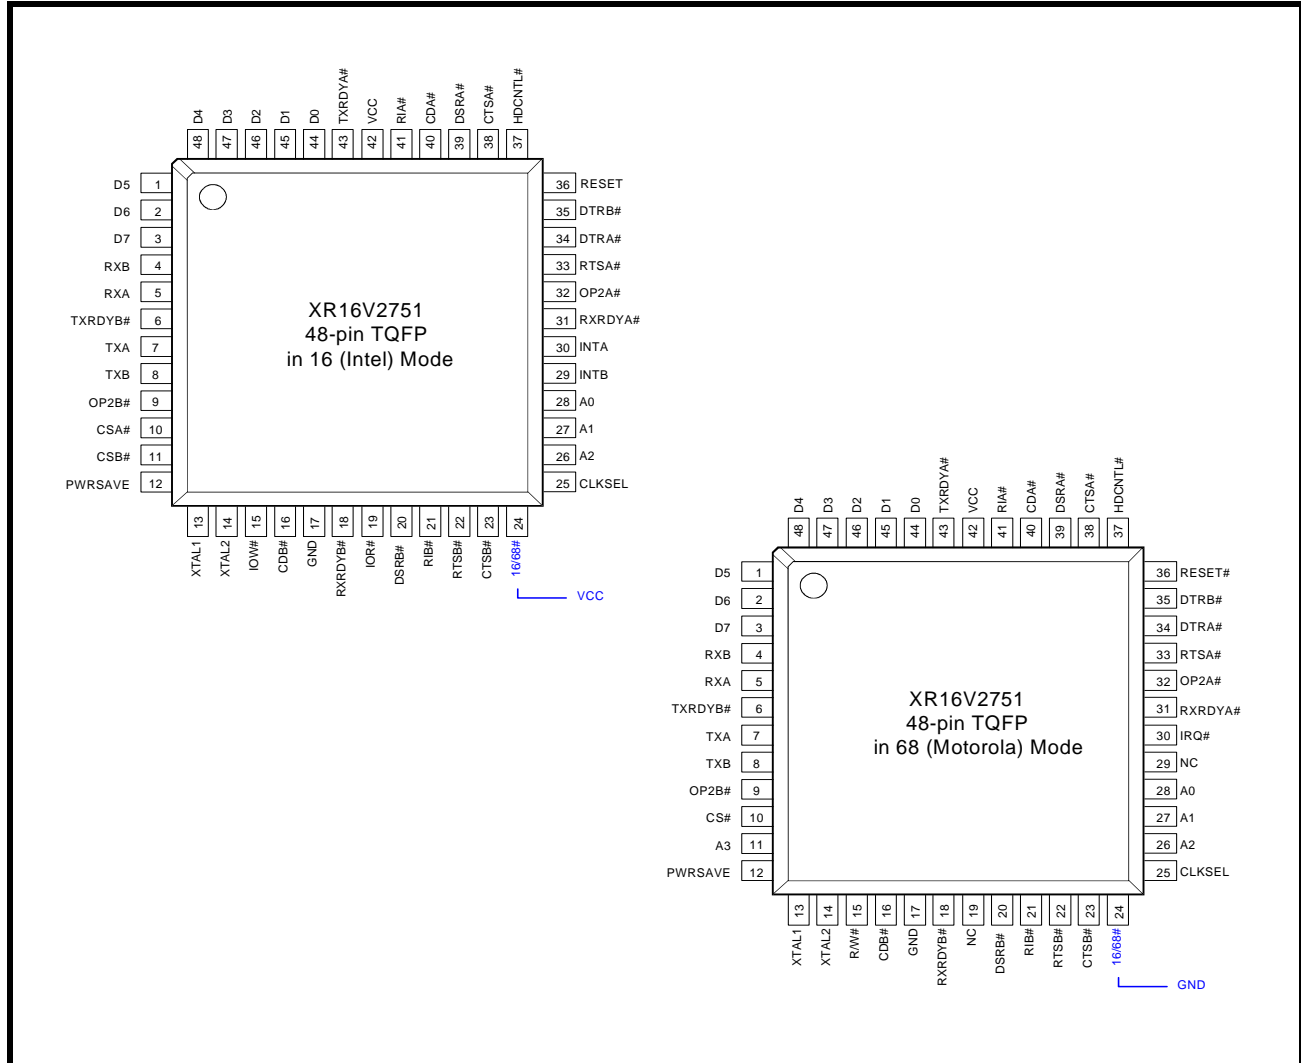 D4 D3 D2 D1 D0 TXRDYA# VCC RIA# CDA# DSRA# CTSA# HDCNTL#
48 47 46 45 44 43 42 41 40 39 38 37
D5 1
D6 2
D7 3
RXB 4
RXA 5
TXRDYB# 6
TXA 7
TXB 8
OP2B# 9
CSA# 10
CSB# 11
PWRSAVE 12
XR16V2751
48-pin TQFP
in 16 (Intel) Mode
36 RESET
35 DTRB#
34 DTRA#
33 RTSA#
32 OP2A#
31 RXRDYA#
30 INTA
29 INTB
28 A0
27 A1
26 A2
25 CLKSEL
13 14 15 16 17 18 19 20 21 22 23 24
XTAL1 XTAL2 IOW# CDB# GND RXRDYB# IOR# DSRB# RIB# RTSB# CTSB# 16/68#
VCC
D4 D3 D2 D1 D0 TXRDYA# VCC RIA# CDA# DSRA# CTSA# HDCNTL#
48 47 46 45 44 43 42 41 40 39 38 37
D5 1
D6 2
D7 3
RXB 4
RXA 5
TXRDYB# 6
TXA 7
TXB 8
OP2B# 9
CS# 10
A3 11
PWRSAVE 12
XR16V2751
48-pin TQFP
in 68 (Motorola) Mode
36 RESET#
35 DTRB#
34 DTRA#
33 RTSA#
32 OP2A#
31 RXRDYA#
30 IRQ#
29 NC
28 A0
27 A1
26 A2
25 CLKSEL
13 14 15 16 17 18 19 20 21 22 23 24
XTAL1 XTAL2 R/W# CDB# GND RXRDYB# NC DSRB# RIB# RTSB# CTSB# 16/68#
GND